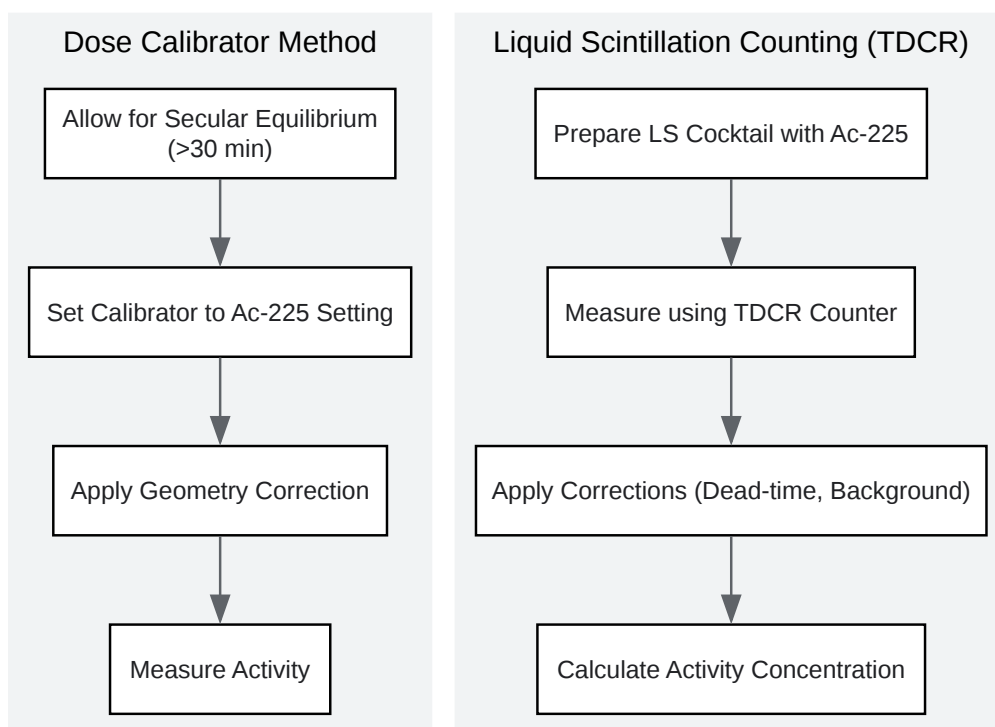 Dose Calibrator Method
Allow for Secular Equilibrium
(>30 min)
Set Calibrator to Ac-225 Setting
Apply Geometry Correction
Measure Activity
Liquid Scintillation Counting (TDCR)
Prepare LS Cocktail with Ac-225
Measure using TDCR Counter
Apply Corrections (Dead-time, Background)
Calculate Activity Concentration